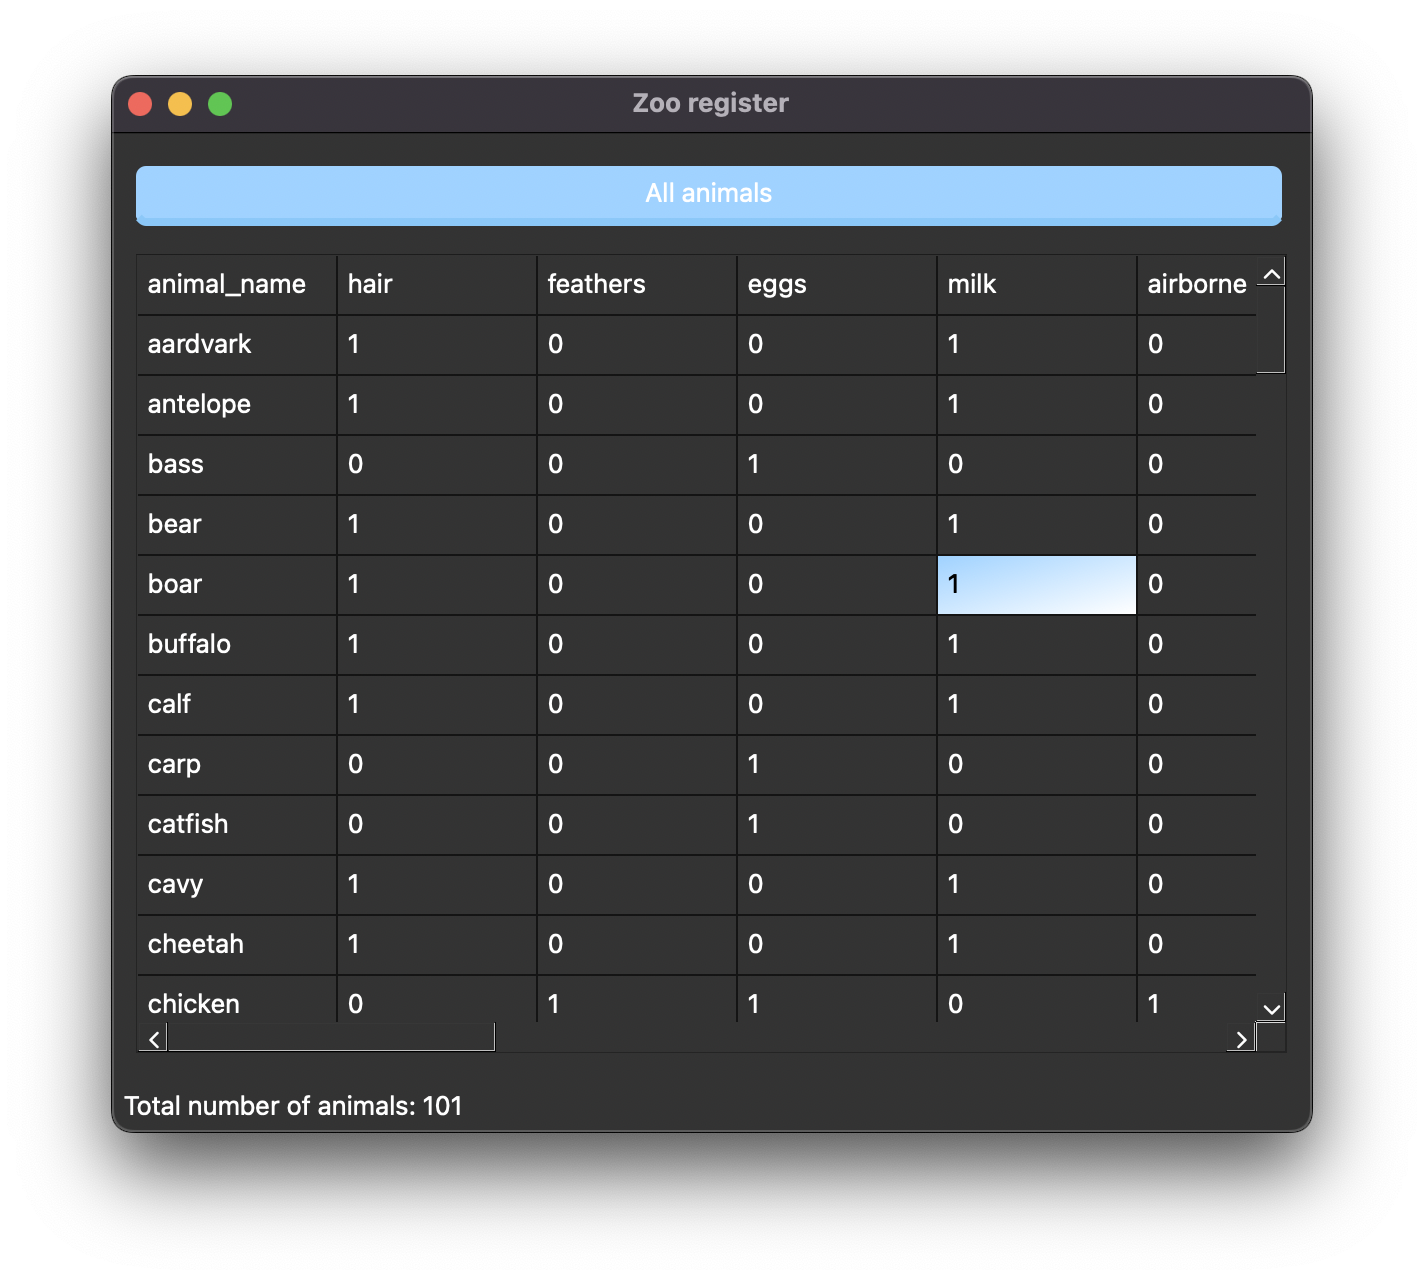 Zoo register
All animals
animal_name hair feathers eggs milk airborne
aardvark 1 0 0 1 0
antelope 1 0 0 1 0
bass 0 0 1 0 0
bear 1 0 0 1 0
boar 1 0 0 1 0
buffalo 1 0 0 1 0
calf 1 0 0 1 0
carp 0 0 1 0 0
catfish 0 0 1 0 0
cavy 1 0 0 1 0
cheetah 1 0 0 1 0
chicken 0 1 1 0 1
Total number of animals: 101